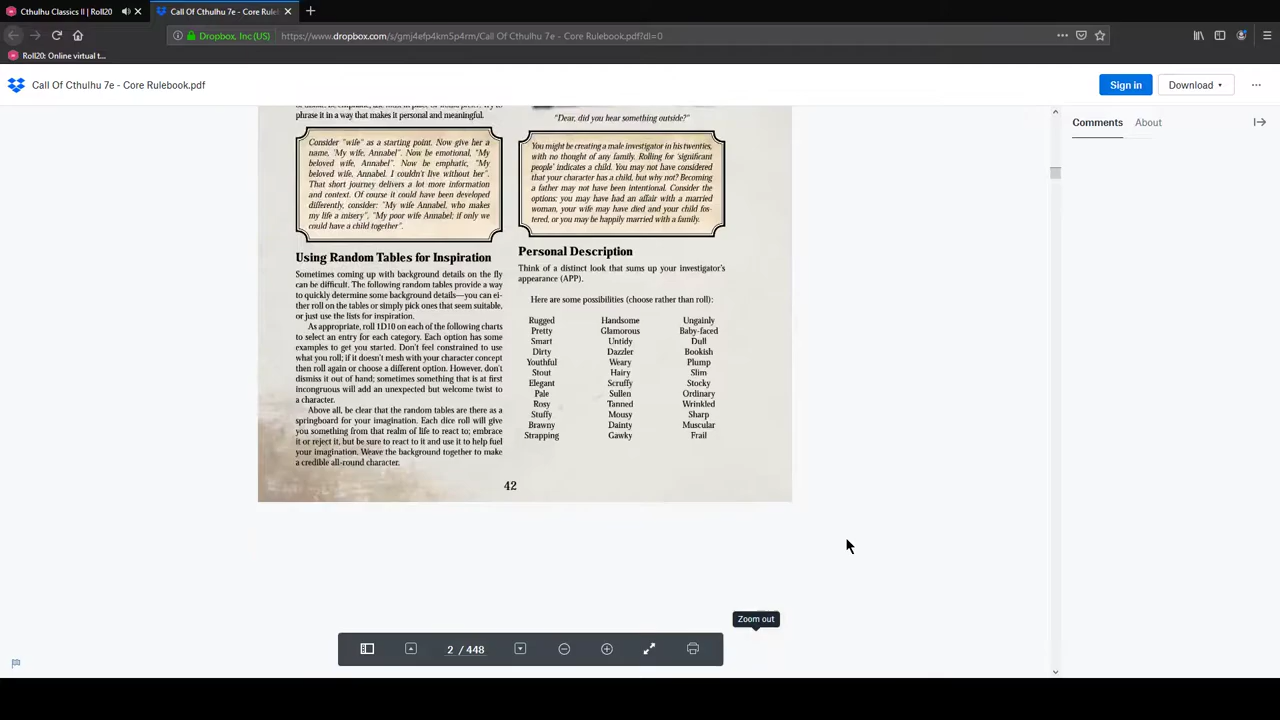 Cthulhu Classics II | Roll20
Call Of Cthulhu 7e - Core Rulel
Dropbox, Inc (US)
https://www.dropbox.com/s/gmj4efp4krn5p4rm/Call Of Cthulhu 7e - Core Rulebook.pdf?dl=0
Roll20: Online virtual t...
Call Of Cthulhu 7e - Core Rulebook.pdf
Sign in
Download
Comments
About
phrase it in a way that makes it personal and meaningful.
Consider "wife" as a starting point. Now give her a
name, "My wife, Annabel". Now be emotional, "My
beloved wife, Annabel". Now be emphatic, "My
beloved wife, Annabel. I couldn't live without her".
That short journey delivers a lot more information
and context. Of course it could have been developed
differently, consider: "My wife Annabel, who makes
my life a misery", "My poor wife Annabel; if only we
could have a child together".
Using Random Tables for Inspiration
Sometimes coming up with background details on the fly
can be difficult. The following random tables provide a way
to quickly determine some background details—you can ei-
ther roll on the tables or simply pick ones that seem suitable,
or just use the lists for inspiration.
As appropriate, roll 1D10 on each of the following charts
to select an entry for each category. Each option has some
examples to get you started. Don't feel constrained to use
what you roll; if it doesn't mesh with your character concept
then roll again or choose a different option. However, don't
dismiss it out of hand; sometimes something that is at first
incongruous will add an unexpected but welcome twist to
a character.
Above all, be clear that the random tables are there as a
springboard for your imagination. Each dice roll will give
you something from that realm of life to react to; embrace
it or reject it, but be sure to react to it and use it to help fuel
your imagination. Weave the background together to make
a credible all-round character.
"Dear, did you hear something outside?"
You might be creating a male investigator in his twenties,
with no thought of any family. Rolling for 'significant
people' indicates a child. You may not have considered
that your character has a child, but why not? Becoming
a father may not have been intentional. Consider the
options: you may have had an affair with a married
woman, your wife may have died and your child fos-
tered, or you may be happily married with a family.
Personal Description
Think of a distinct look that sums up your investigator's
appearance (APP).
Here are some possibilities (choose rather than roll):
Rugged Handsome Ungainly
Pretty Glamorous Baby-faced
Smart Untidy Dull
Dirty Dazzler Bookish
Youthful Weary Plump
Stout Hairy Slim
Elegant Scruffy Stocky
Pale Sullen Ordinary
Rosy Tanned Wrinkled
Stuffy Mousy Sharp
Brawny Dainty Muscular
Strapping Gawky Frail
42
Zoom out
2 / 448